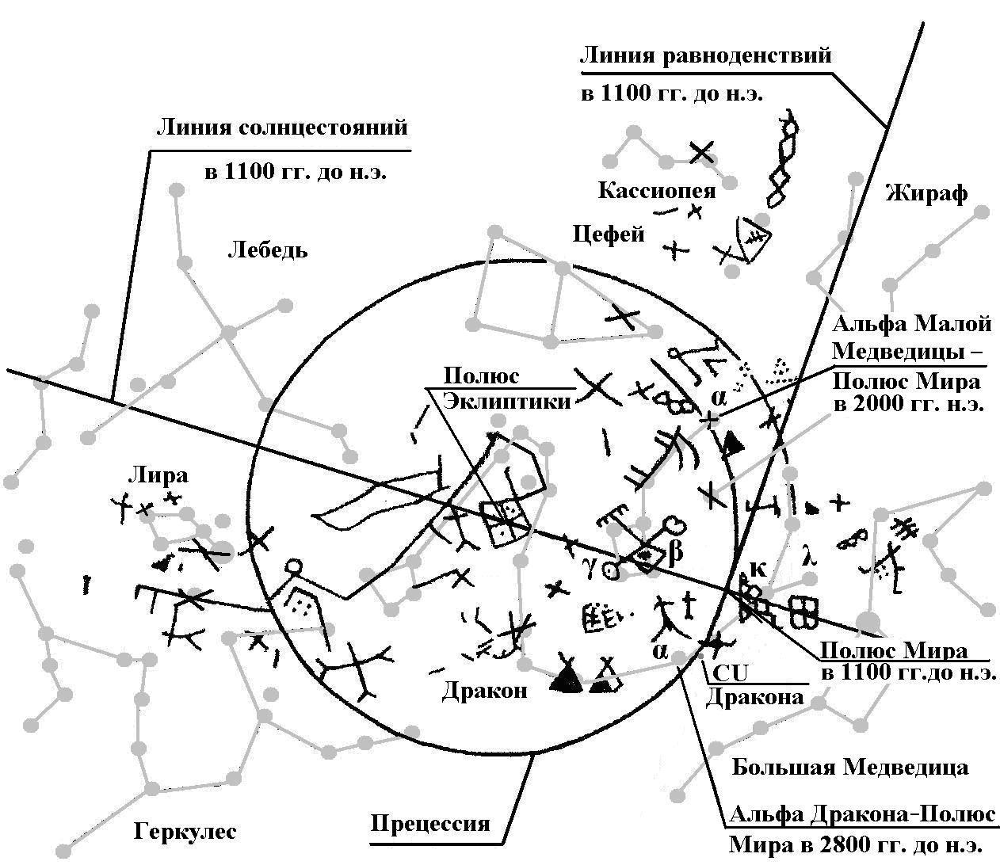 Линия равноденствий
в 1100 гг. до н.э.
Линия солнцестояний
в 1100 гг. до н.э.
Кассиопея
Жираф
Цефей
Лебедь
Альфа Малой
Медведицы –
Полюс Мира
в 2000 гг. н.э.
Полюс
Эклиптики
α
Лира
γ
β
κ
λ
α
Полюс Мира
в 1100 гг.до н.э.
CU
Дракона
Дракон
Большая Медведица
Альфа Дракона-Полюс
Мира в 2800 гг. до н.э.
Прецессия
Геркулес